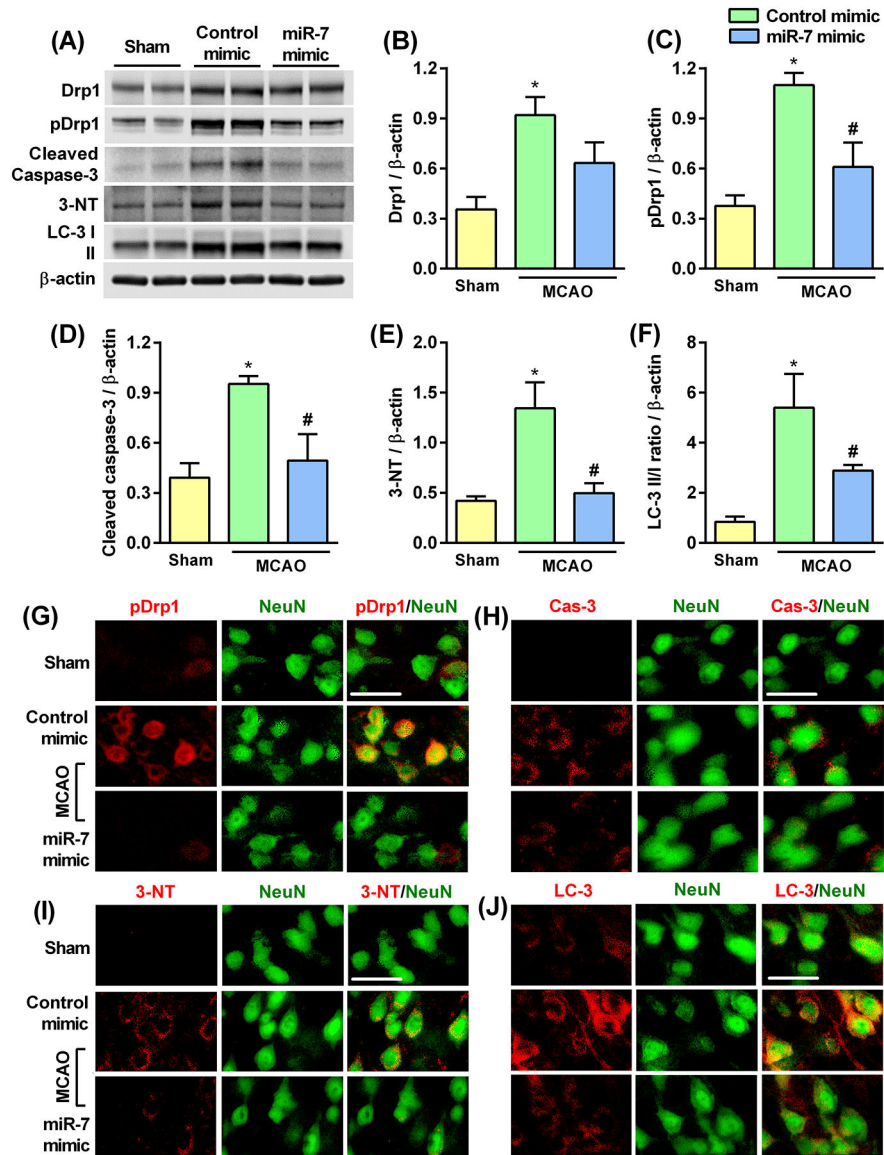 (A)
Sham
Control
mimic
miR-7
mimic
Drp1
pDrp1
Cleaved
Caspase-3
3-NT
LC-3 I
II
β-actin
(B)
Drp1 / β-actin
1.2
0.9
0.6
0.3
0.0
*
Sham
MCAO
Control mimic
miR-7 mimic
(C)
pDrp1 / β-actin
1.2
0.9
0.6
0.3
0.0
*
#
Sham
MCAO
(D)
Cleaved caspase-3 / β-actin
1.2
0.9
0.6
0.3
0.0
*
#
Sham
MCAO
(E)
3-NT / β-actin
2.0
1.5
1.0
0.5
0.0
*
#
Sham
MCAO
(F)
LC-3 II/I ratio / β-actin
8
6
4
2
0
*
#
Sham
MCAO
(G)
pDrp1
NeuN
pDrp1/NeuN
Sham
Control
mimic
MCAO
miR-7
mimic
(H)
Cas-3
NeuN
Cas-3/NeuN
(I)
3-NT
NeuN
3-NT/NeuN
Sham
Control
mimic
MCAO
miR-7
mimic
(J)
LC-3
NeuN
LC-3/NeuN